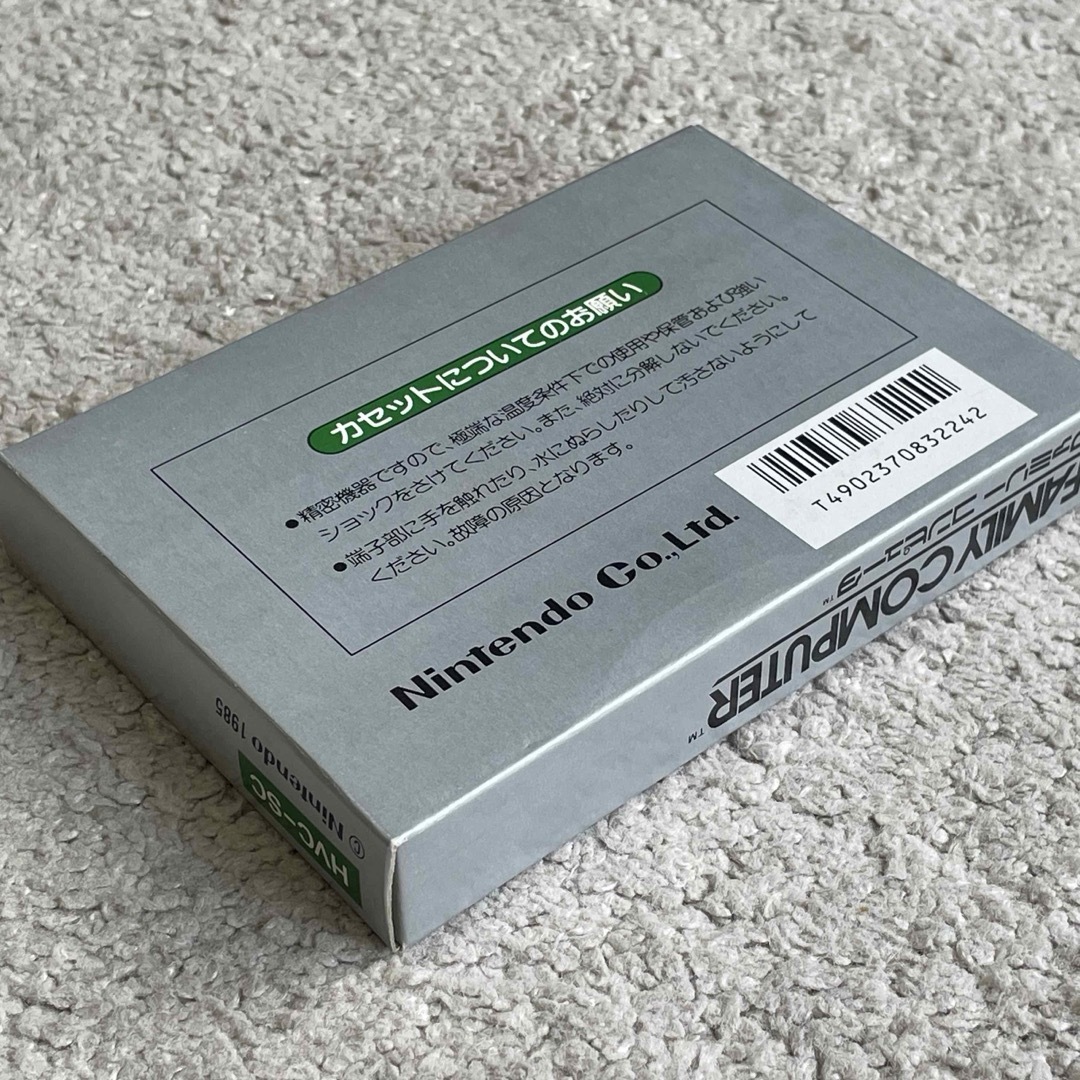 カセットについてのお願い
●精密機器ですので、極端な温度条件下での使用や保管および強い
ショックをさけてください。また、絶対に分解しないでください。
●端子部に手を触れたり、水にぬらしたりして汚さないようにして
ください。故障の原因となります。
Nintendo Co.,Ltd.
T4902370832242
FAMILY COMPUTER™
ファミリー コンピュータ™
© Nintendo 1985
HVC-SC